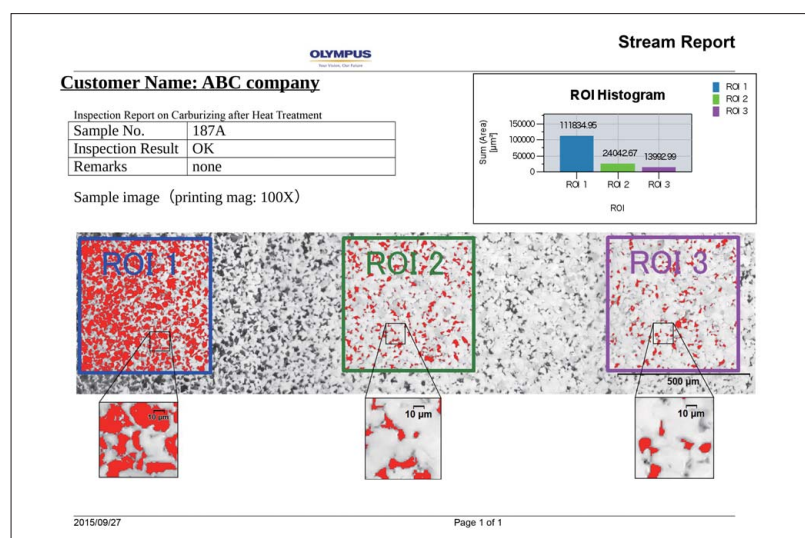 OLYMPUS
Your Vision, Our Future
Stream Report
Customer Name: ABC company
Inspection Report on Carburizing after Heat Treatment
Sample No. 187A
Inspection Result OK
Remarks none
Sample image (printing mag: 100X)
ROI Histogram
ROI 1
ROI 2
ROI 3
Sum (Area)
[µm²]
150000
100000
50000
0
111834.95
24042.67
13992.99
ROI 1 ROI 2 ROI 3
ROI
ROI 1
ROI 2
ROI 3
500 µm
10 µm
10 µm
10 µm
2015/09/27
Page 1 of 1